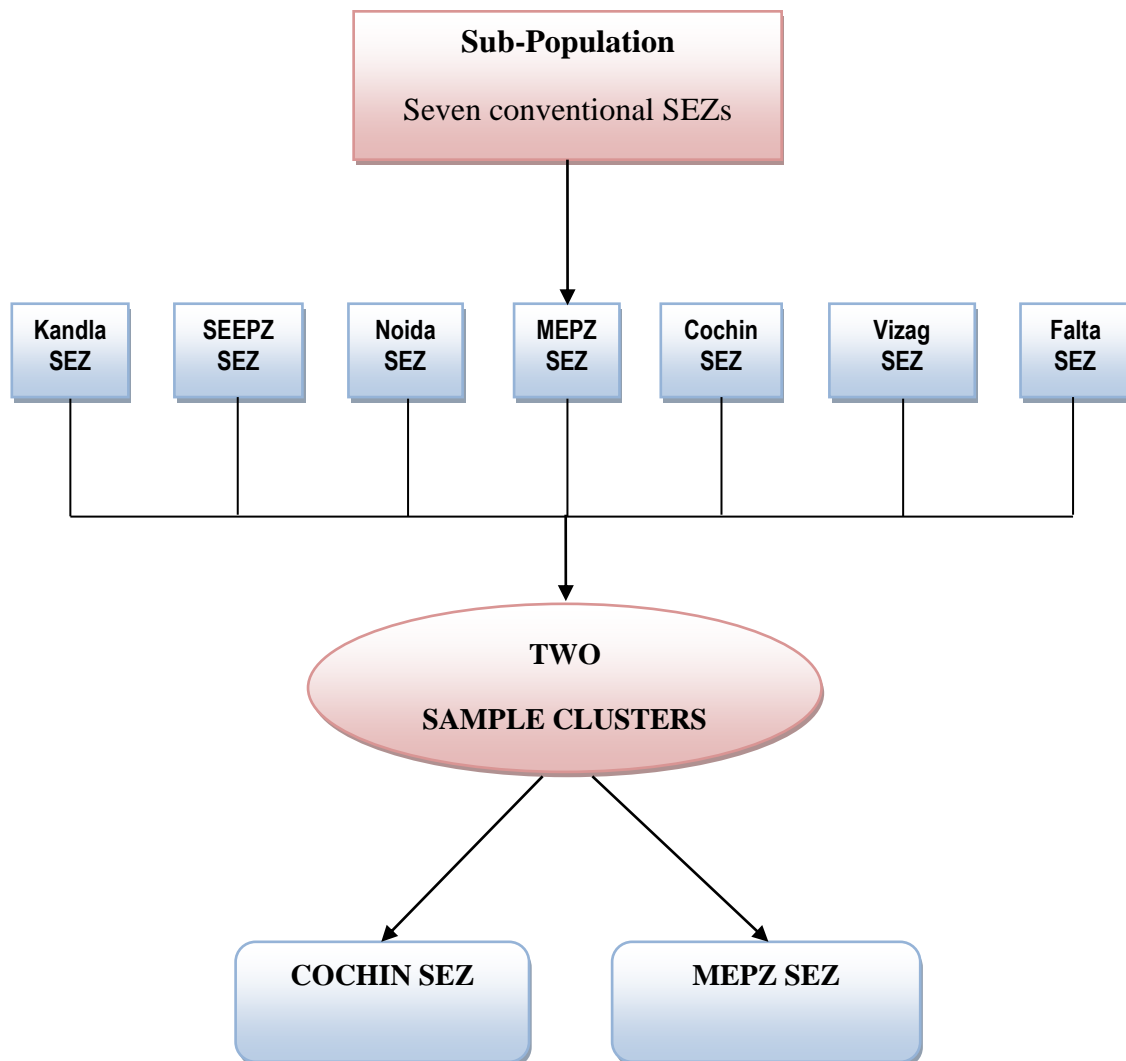 Sub-Population
Seven conventional SEZs
Kandla
SEZ
SEEPZ
SEZ
Noida
SEZ
MEPZ
SEZ
Cochin
SEZ
Vizag
SEZ
Falta
SEZ
TWO
SAMPLE CLUSTERS
COCHIN SEZ
MEPZ SEZ